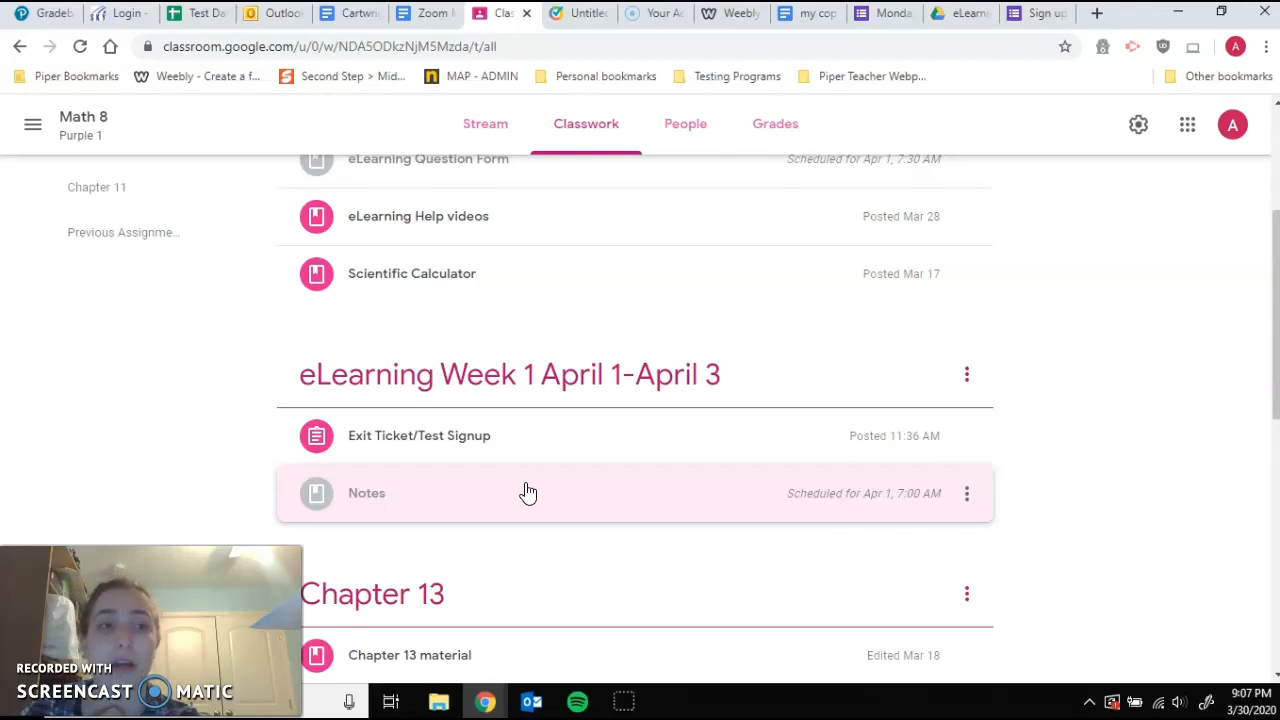 Gradeb
Login -
Test Da
Outlook
Cartwri
Zoom M
Clas
Untitled
Your Ac
Weebly
my cop
Monda
eLearni
Sign up
classroom.google.com/u/0/w/NDA5ODkzNjM5Mzda/t/all
A
Piper Bookmarks
Weebly - Create a f...
Second Step > Mid...
MAP - ADMIN
Personal bookmarks
Testing Programs
Piper Teacher Webp...
Other bookmarks
Math 8
Purple 1
Stream
Classwork
People
Grades
A
Chapter 11
Previous Assignme...
eLearning Question Form
Scheduled for Apr 1, 7:30 AM
eLearning Help videos
Posted Mar 28
Scientific Calculator
Posted Mar 17
eLearning Week 1 April 1-April 3
Exit Ticket/Test Signup
Posted 11:36 AM
Notes
Scheduled for Apr 1, 7:00 AM
Chapter 13
Chapter 13 material
Edited Mar 18
RECORDED WITH
SCREENCAST MATIC
9:07 PM
3/30/2020